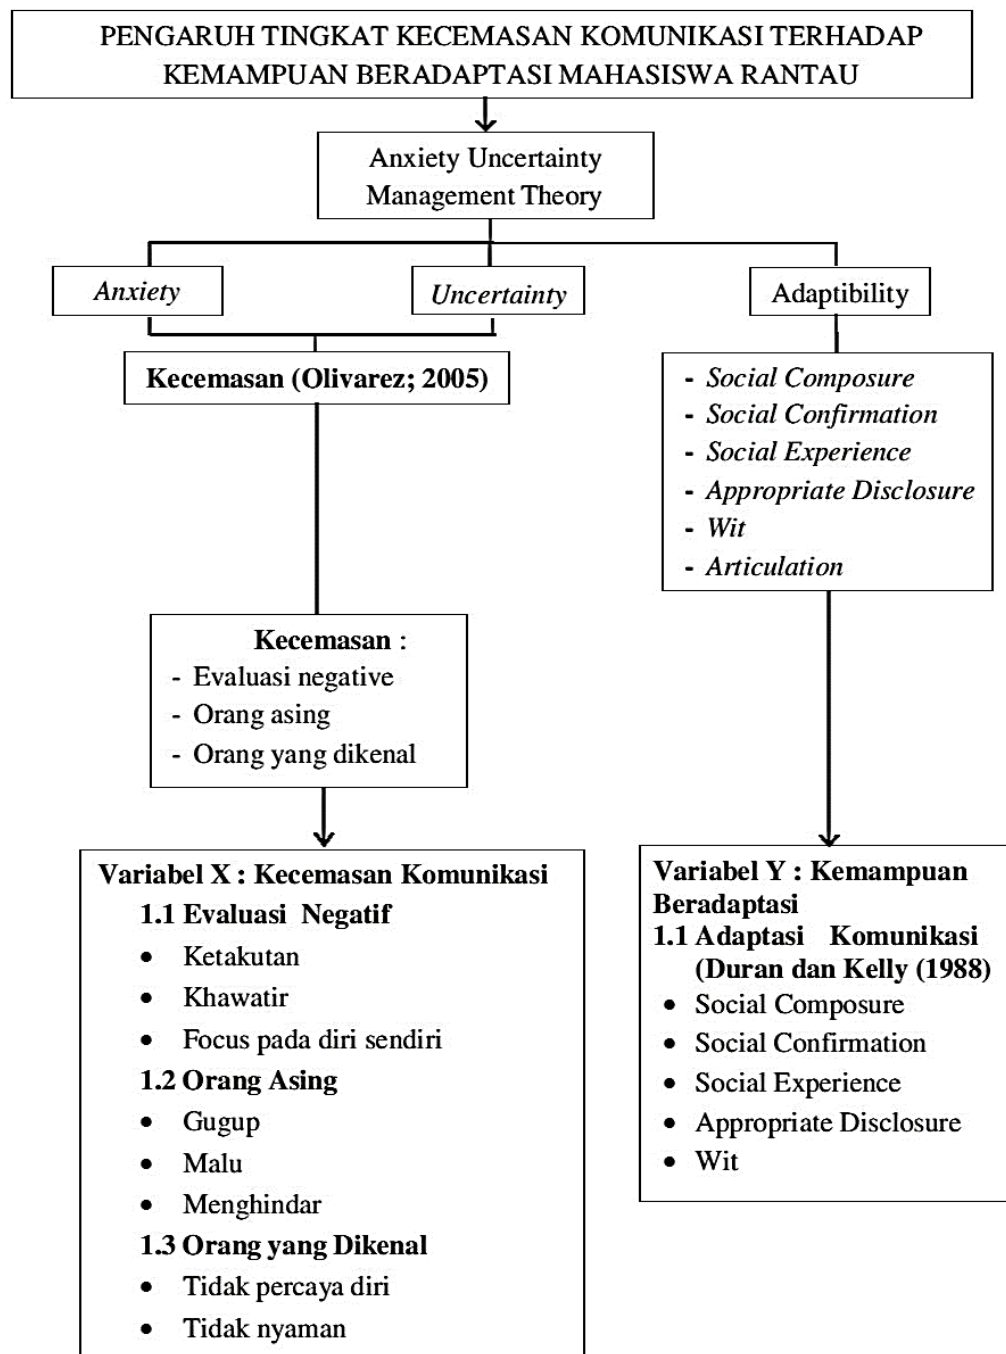 PENGARUH TINGKAT KECEMASAN KOMUNIKASI TERHADAP
KEMAMPUAN BERADAPTASI MAHASISWA RANTAU
Anxiety Uncertainty
Management Theory
Anxiety
Uncertainty
Adaptibility
Kecemasan (Olivarez; 2005)
- Social Composure
- Social Confirmation
- Social Experience
- Appropriate Disclosure
- Wit
- Articulation
Kecemasan :
- Evaluasi negative
- Orang asing
- Orang yang dikenal
Variabel X : Kecemasan Komunikasi
1.1 Evaluasi Negatif
• Ketakutan
• Khawatir
• Focus pada diri sendiri
1.2 Orang Asing
• Gugup
• Malu
• Menghindar
1.3 Orang yang Dikenal
• Tidak percaya diri
• Tidak nyaman
Variabel Y : Kemampuan
Beradaptasi
1.1 Adaptasi Komunikasi
(Duran dan Kelly (1988)
• Social Composure
• Social Confirmation
• Social Experience
• Appropriate Disclosure
• Wit